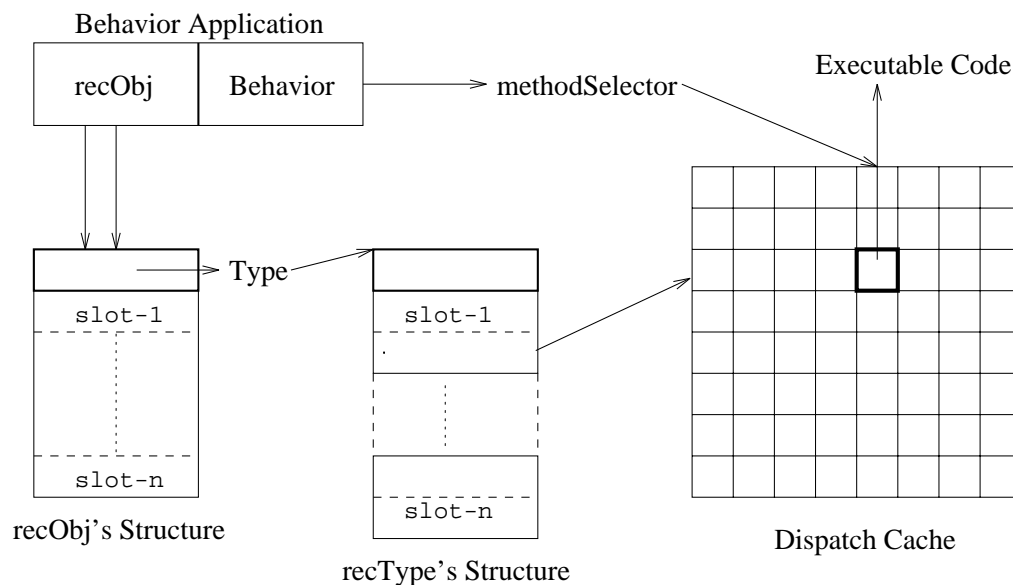 Behavior Application
recObj
Behavior
methodSelector
Executable Code
Type
slot-1
slot-1
slot-n
slot-n
recObj's Structure
recType's Structure
Dispatch Cache